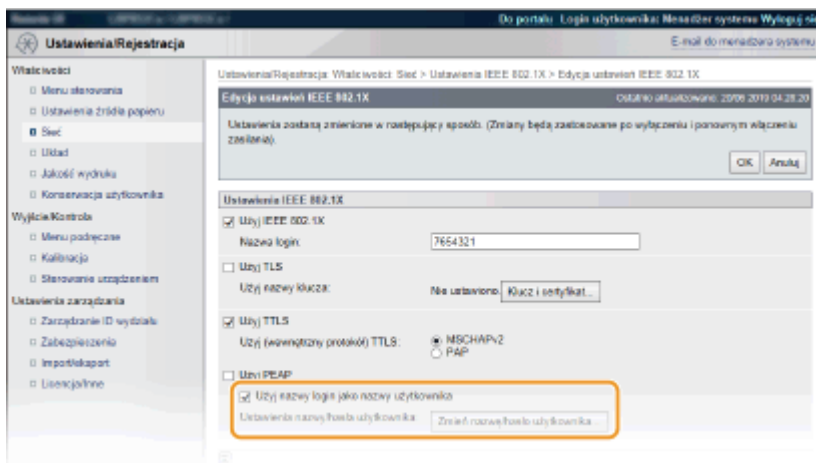 Do portalu Login użytkownika: Menadżer systemu Wyloguj się
Ustawienia/Rejestracja
E-mail do menadżera systemu
Właściwości
Menu sterowania
Ustawienia źródła papieru
Sieć
Układ
Jakość wydruku
Konserwacja użytkownika
Wyjście/Kontrola
Menu podręczne
Kalibracja
Sterowanie urządzeniem
Ustawienia zarządzania
Zarządzanie ID wydziału
Zabezpieczenia
Import/eksport
Licencja/Inne
Ustawienia/Rejestracja: Właściwości: Sieć > Ustawienia IEEE 802.1X > Edycja ustawień IEEE 802.1X
Edycja ustawień IEEE 802.1X
Ostatnio aktualizowano: 20/06 2019 04:28:20
Ustawienia zostaną zmienione w następujący sposób. (Zmiany będą zastosowane po wyłączeniu i ponownym włączeniu
zasilania).
OK Anuluj
Ustawienia IEEE 802.1X
Użyj IEEE 802.1X
Nazwa login: 7654321
Użyj TLS
Użyj nazwy klucza: Nie ustawiono. Klucz i certyfikat...
Użyj TTLS
Użyj (wewnętrzny protokół) TTLS: MSCHAPv2
PAP
Użyj PEAP
Użyj nazwy login jako nazwy użytkownika
Ustawienia nazwy/hasła użytkownika Zmień nazwę/hasło użytkownika...